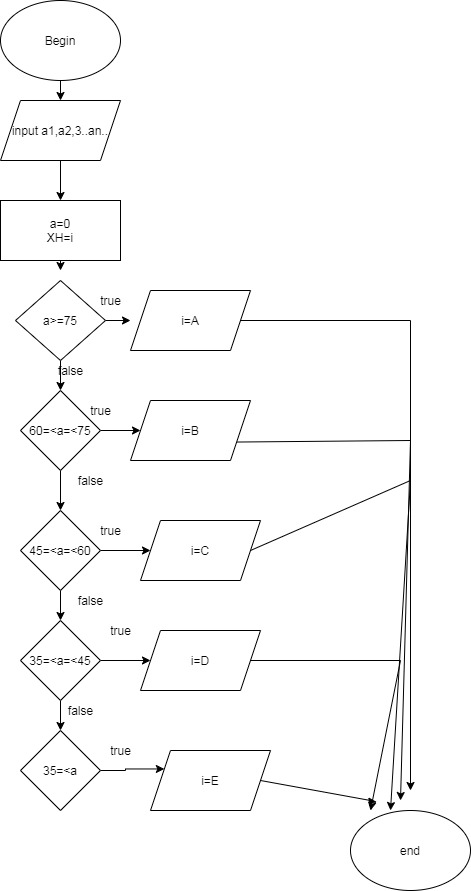 Begin
input a1,a2,3..an..
a=0
XH=i
a>=75
true
i=A
false
60=<a=<75
true
i=B
false
45=<a=<60
true
i=C
false
35=<a=<45
true
i=D
false
35=<a
true
i=E
end